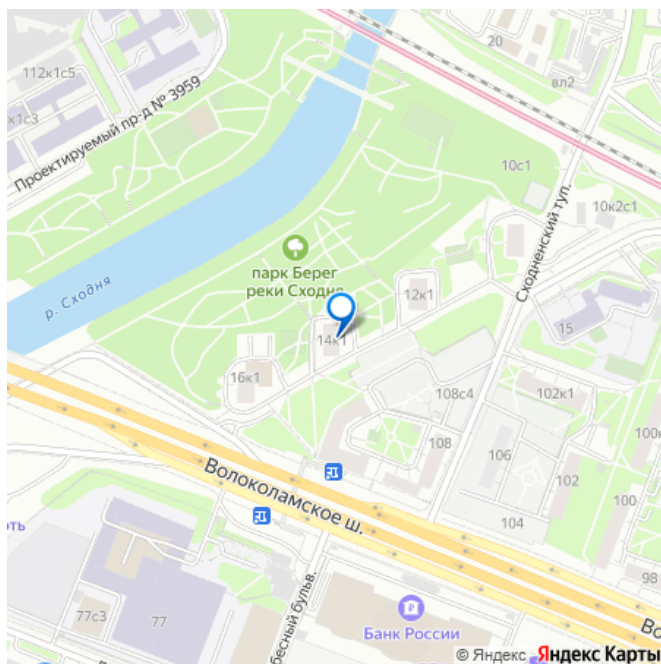 20
112к1с5
вл2
к1с3
Проектируемый пр-д № 3959
10с1
10к2с1
Сходненский туп.
парк Берег
реки Сходня
р. Сходня
12к1
15
14к1
16к1
108с4
102к1
108
106
102
100
104
98
Волоколамское ш.
77с3
77
Банк России
© Яндекс Яндекс Карты